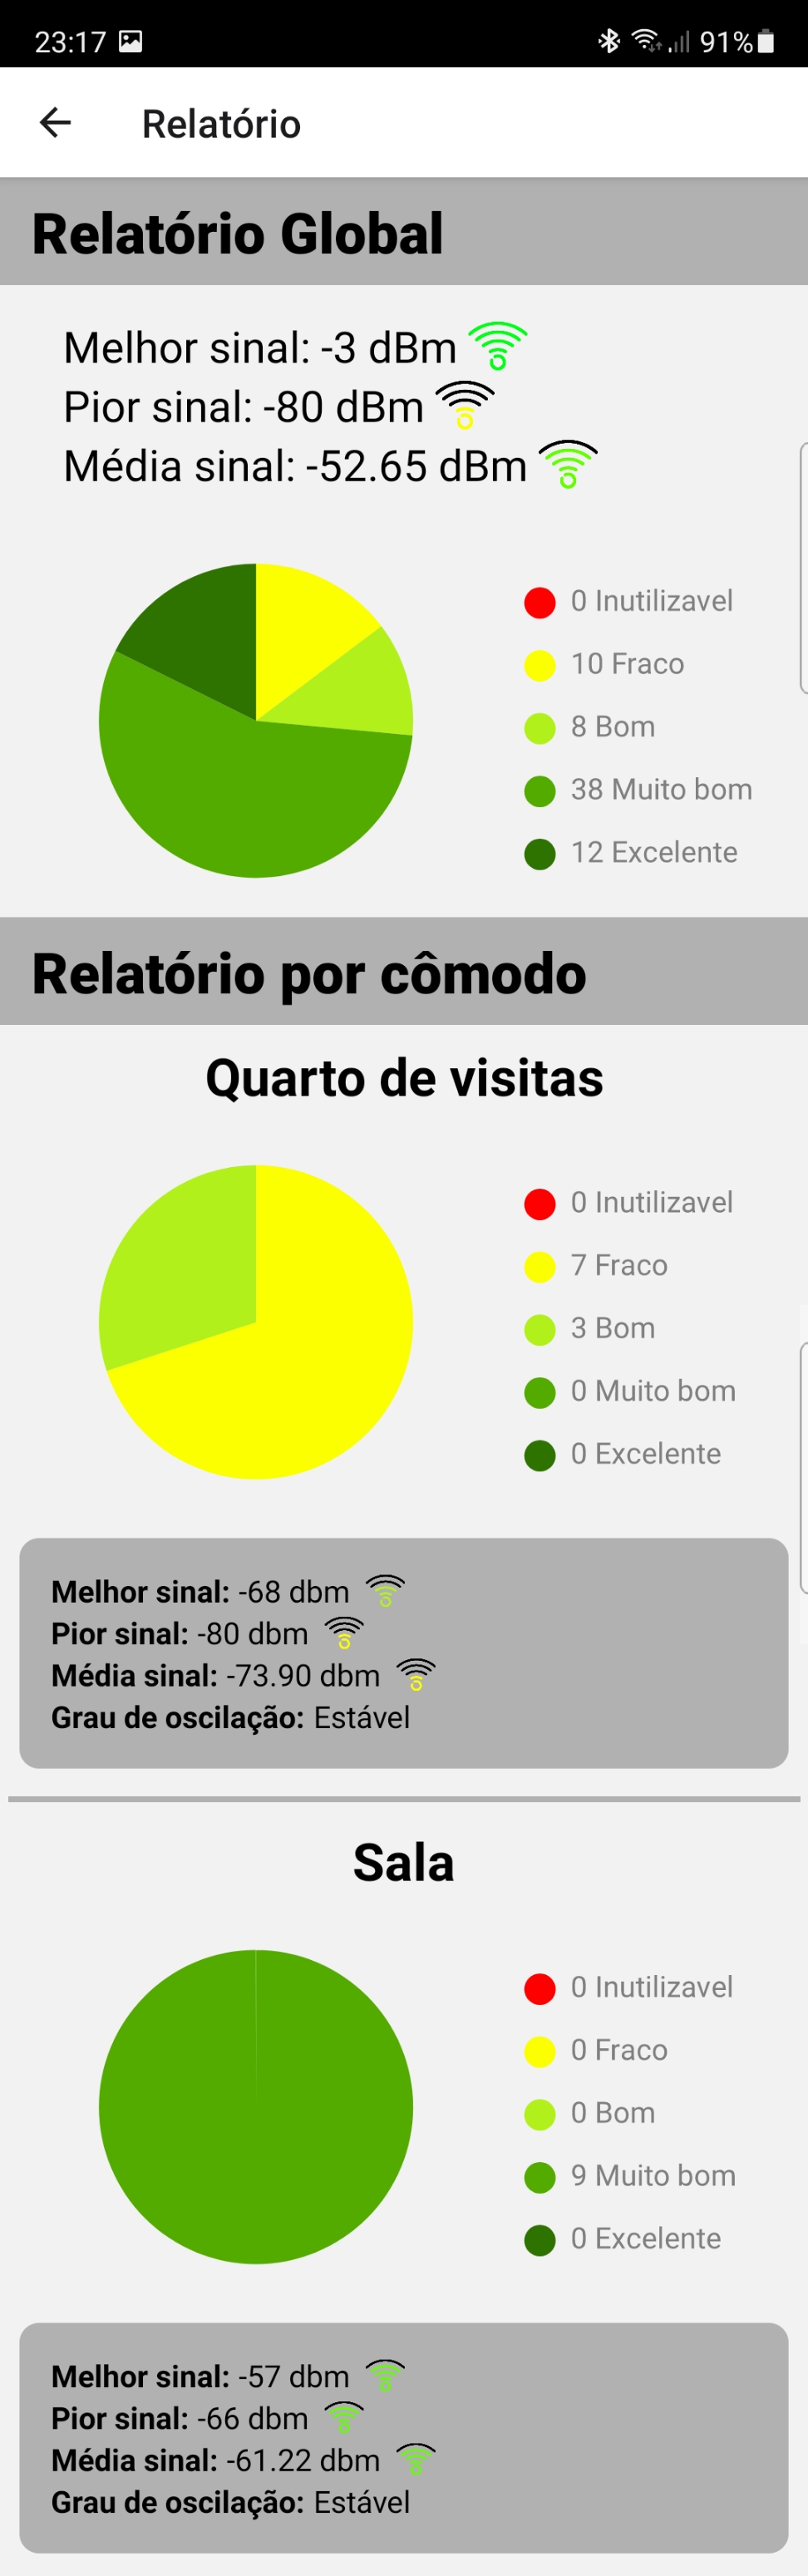 23:17 91%
Relatório
Relatório Global
Melhor sinal: -3 dBm
Pior sinal: -80 dBm
Média sinal: -52.65 dBm
0 Inutilizavel
10 Fraco
8 Bom
38 Muito bom
12 Excelente
Relatório por cômodo
Quarto de visitas
0 Inutilizavel
7 Fraco
3 Bom
0 Muito bom
0 Excelente
Melhor sinal: -68 dbm
Pior sinal: -80 dbm
Média sinal: -73.90 dbm
Grau de oscilação: Estável
Sala
0 Inutilizavel
0 Fraco
0 Bom
9 Muito bom
0 Excelente
Melhor sinal: -57 dbm
Pior sinal: -66 dbm
Média sinal: -61.22 dbm
Grau de oscilação: Estável